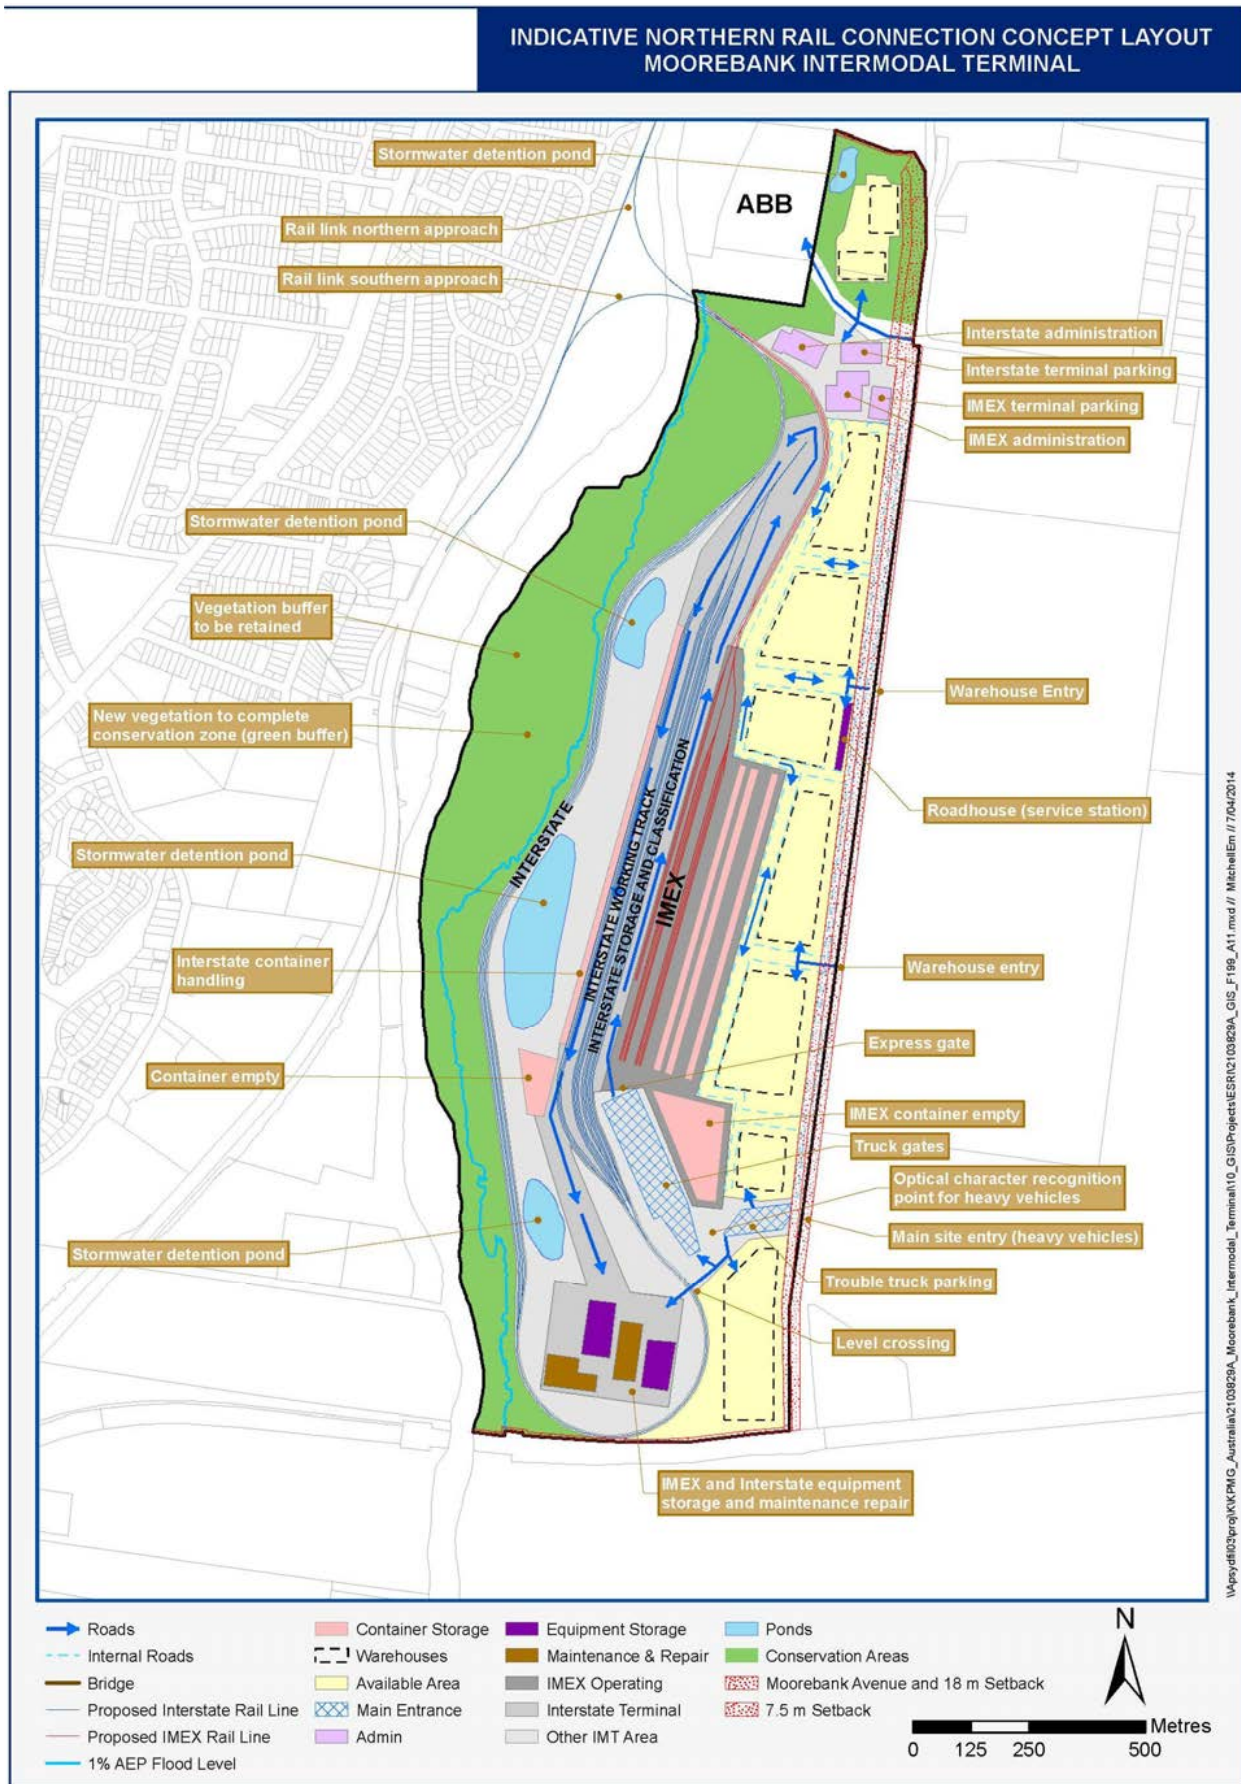 INDICATIVE NORTHERN RAIL CONNECTION CONCEPT LAYOUT
MOOREBANK INTERMODAL TERMINAL
Stormwater detention pond
ABB
Rail link northern approach
Rail link southern approach
Interstate administration
Interstate terminal parking
IMEX terminal parking
IMEX administration
Stormwater detention pond
Vegetation buffer
to be retained
Warehouse Entry
New vegetation to complete
conservation zone (green buffer)
Roadhouse (service station)
INTERSTATE
INTERSTATE WORKING TRACK
INTERSTATE STORAGE AND CLASSIFICATION
IMEX
Stormwater detention pond
Interstate container
handling
Warehouse entry
Express gate
Container empty
IMEX container empty
Truck gates
Optical character recognition
point for heavy vehicles
Main site entry (heavy vehicles)
Stormwater detention pond
Trouble truck parking
Level crossing
IMEX and Interstate equipment
storage and maintenance repair
Roads
Internal Roads
Bridge
Proposed Interstate Rail Line
Proposed IMEX Rail Line
1% AEP Flood Level
Container Storage
Warehouses
Available Area
Main Entrance
Admin
Equipment Storage
Maintenance & Repair
IMEX Operating
Interstate Terminal
Other IMT Area
Ponds
Conservation Areas
Moorebank Avenue and 18 m Setback
7.5 m Setback
N
Metres
0 125 250 500